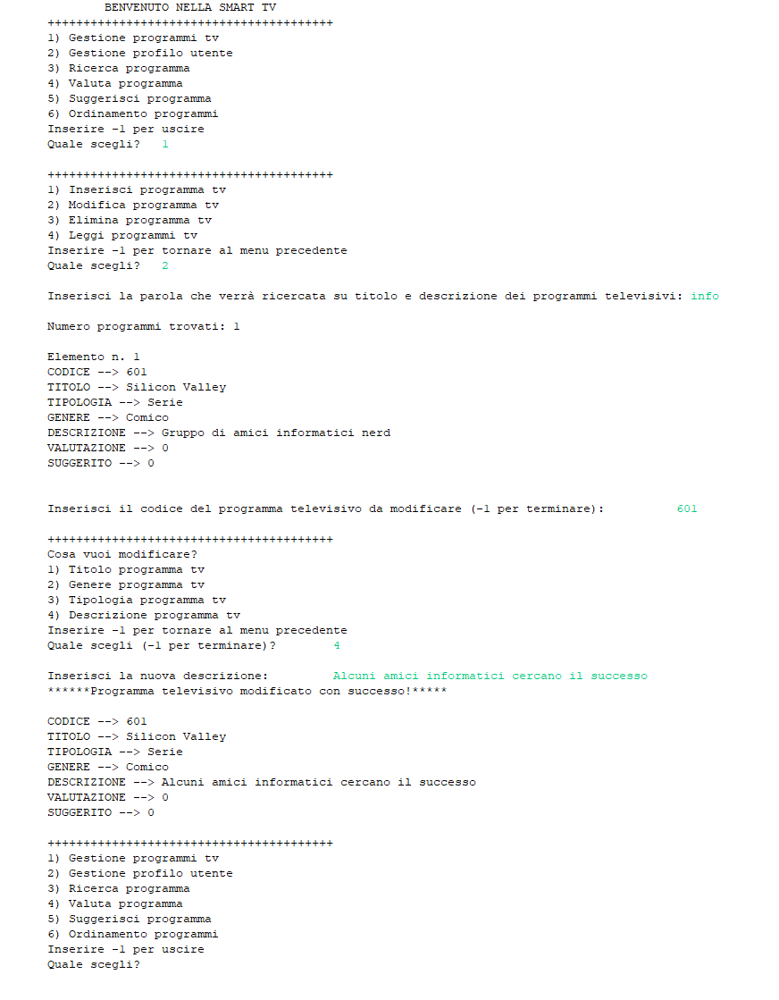 BENVENUTO NELLA SMART TV
++++++++++++++++++++++++++++++++++++++++
1) Gestione programmi tv
2) Gestione profilo utente
3) Ricerca programma
4) Valuta programma
5) Suggerisci programma
6) Ordinamento programmi
Inserire -1 per uscire
Quale scegli? 1
++++++++++++++++++++++++++++++++++++++++
1) Inserisci programma tv
2) Modifica programma tv
3) Elimina programma tv
4) Leggi programmi tv
Inserire -1 per tornare al menu precedente
Quale scegli? 2
Inserisci la parola che verrà ricercata su titolo e descrizione dei programmi televisivi: info
Numero programmi trovati: 1
Elemento n. 1
CODICE --> 601
TITOLO --> Silicon Valley
TIPOLOGIA --> Serie
GENERE --> Comico
DESCRIZIONE --> Gruppo di amici informatici nerd
VALUTAZIONE --> 0
SUGGERITO --> 0
Inserisci il codice del programma televisivo da modificare (-1 per terminare): 601
++++++++++++++++++++++++++++++++++++++++
Cosa vuoi modificare?
1) Titolo programma tv
2) Genere programma tv
3) Tipologia programma tv
4) Descrizione programma tv
Inserire -1 per tornare al menu precedente
Quale scegli (-1 per terminare)? 4
Inserisci la nuova descrizione: Alcuni amici informatici cercano il successo
******Programma televisivo modificato con successo!*****
CODICE --> 601
TITOLO --> Silicon Valley
TIPOLOGIA --> Serie
GENERE --> Comico
DESCRIZIONE --> Alcuni amici informatici cercano il successo
VALUTAZIONE --> 0
SUGGERITO --> 0
++++++++++++++++++++++++++++++++++++++++
1) Gestione programmi tv
2) Gestione profilo utente
3) Ricerca programma
4) Valuta programma
5) Suggerisci programma
6) Ordinamento programmi
Inserire -1 per uscire
Quale scegli?